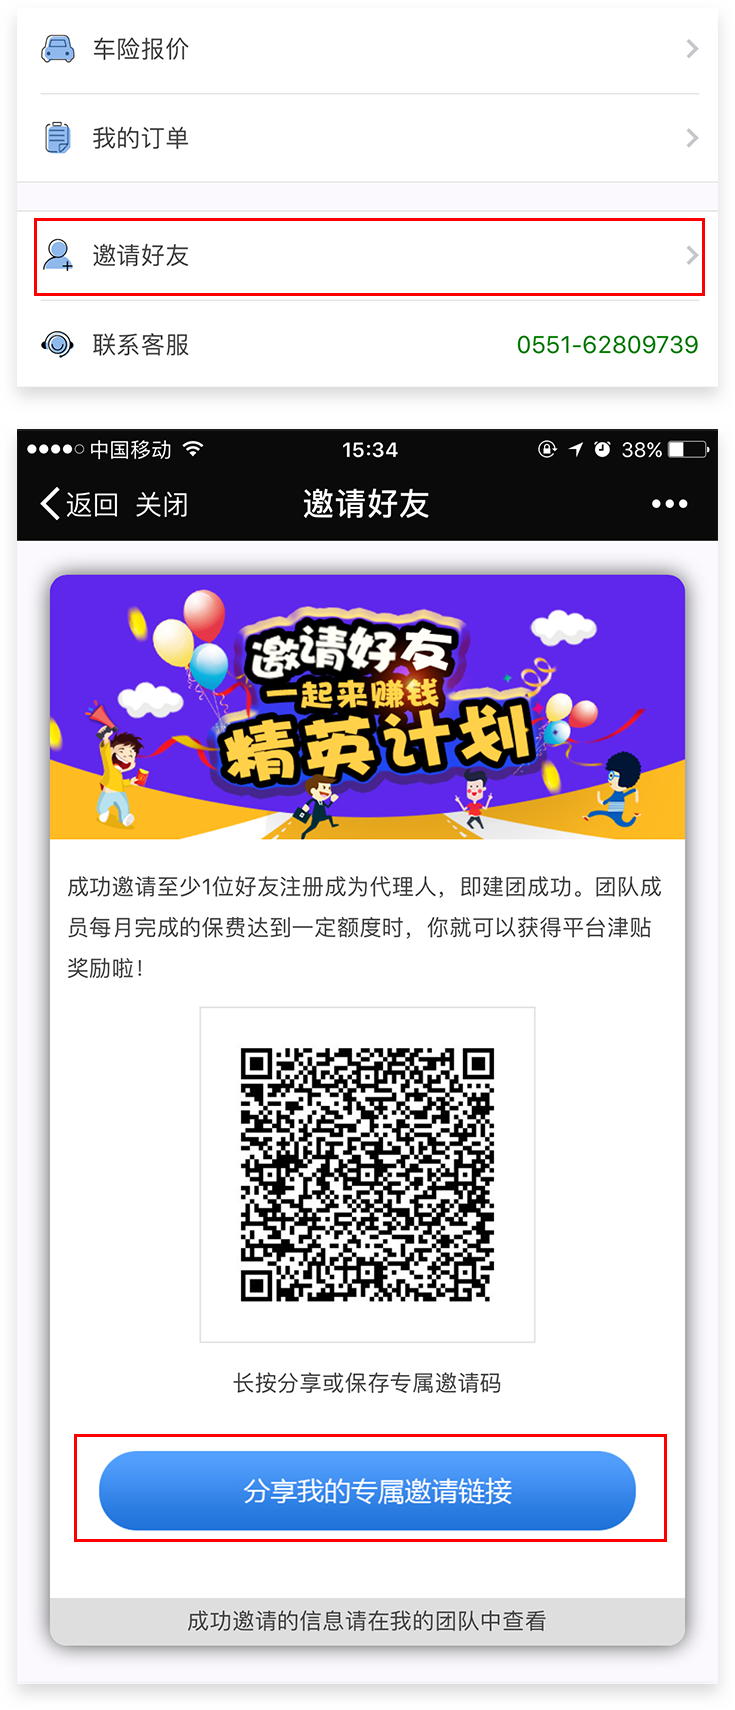 车险报价
我的订单
邀请好友
联系客服 0551-62809739
中国移动 15:34 38%
返回 关闭 邀请好友
邀请好友
一起来赚钱
精英计划
成功邀请至少1位好友注册成为代理人，即建团成功。团队成
员每月完成的保费达到一定额度时，你就可以获得平台津贴
奖励啦！
长按分享或保存专属邀请码
分享我的专属邀请链接
成功邀请的信息请在我的团队中查看